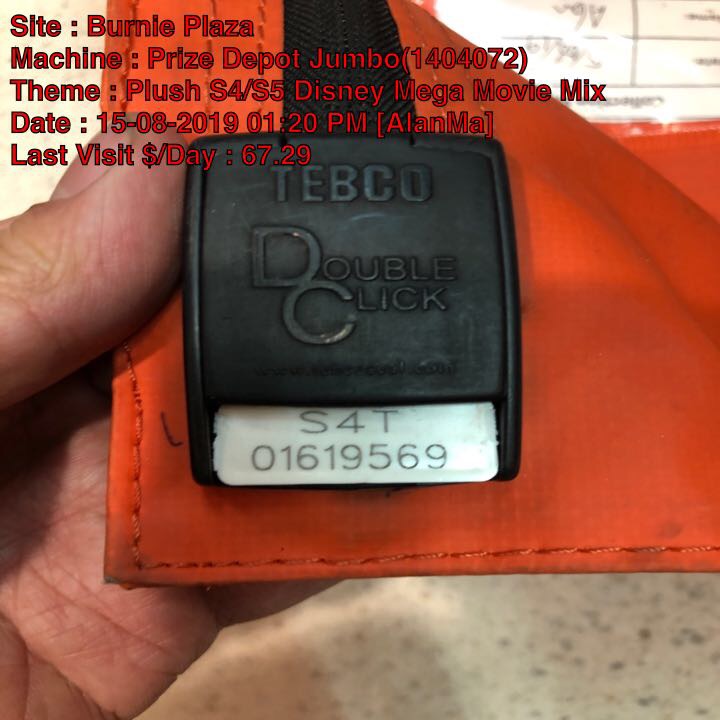 Site : Burnie Plaza
Machine : Prize Depot Jumbo(1404072)
Theme : Plush S4/S5 Disney Mega Movie Mix
Date : 15-08-2019 01:20 PM [AlanMa]
Last Visit $/Day : 67.29
TEBCO
DOUBLE
CLICK
S4T
01619569